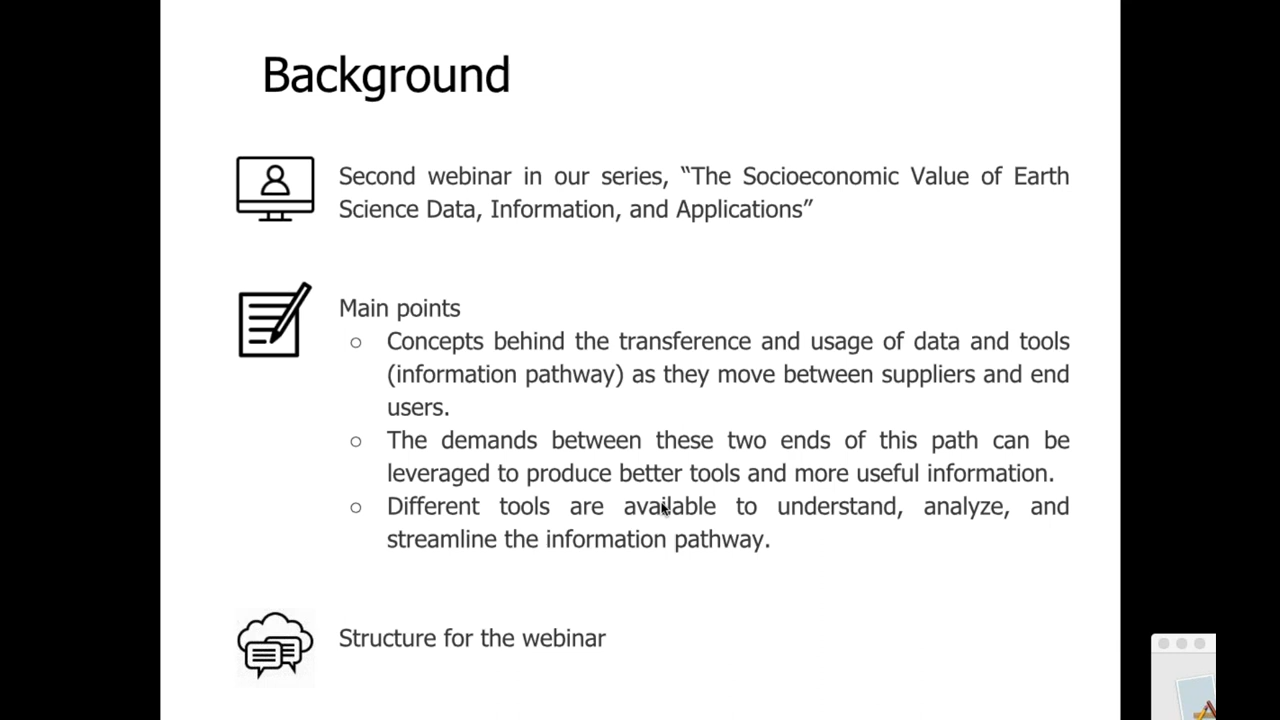 Background
Second webinar in our series, “The Socioeconomic Value of Earth
Science Data, Information, and Applications”
Main points
○ Concepts behind the transference and usage of data and tools
(information pathway) as they move between suppliers and end
users.
○ The demands between these two ends of this path can be
leveraged to produce better tools and more useful information.
○ Different tools are available to understand, analyze, and
streamline the information pathway.
Structure for the webinar